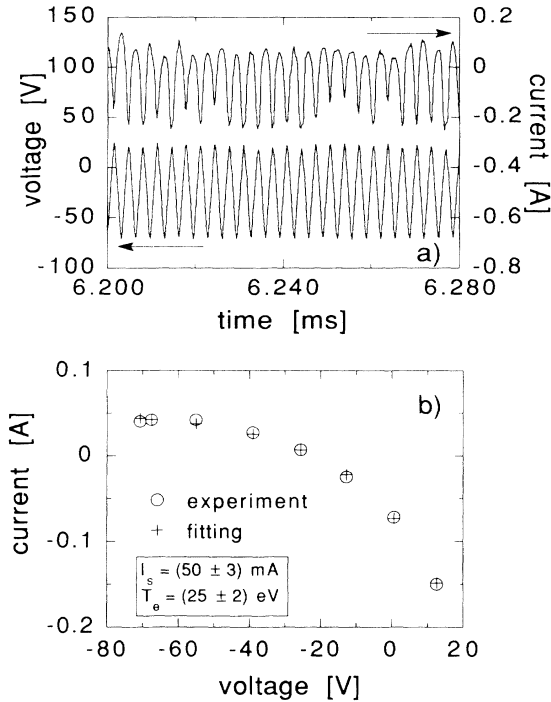 150 0.2
100 0
50 -0.2
0 -0.4
-50 -0.6
-100 -0.8
voltage [V]
current [A]
a)
6.200 6.240 6.280
time [ms]
0.1
0
-0.1
-0.2
current [A]
b)
○ experiment
+ fitting
I_s = (50 ± 3) mA
T_e = (25 ± 2) eV
-80 -60 -40 -20 0 20
voltage [V]